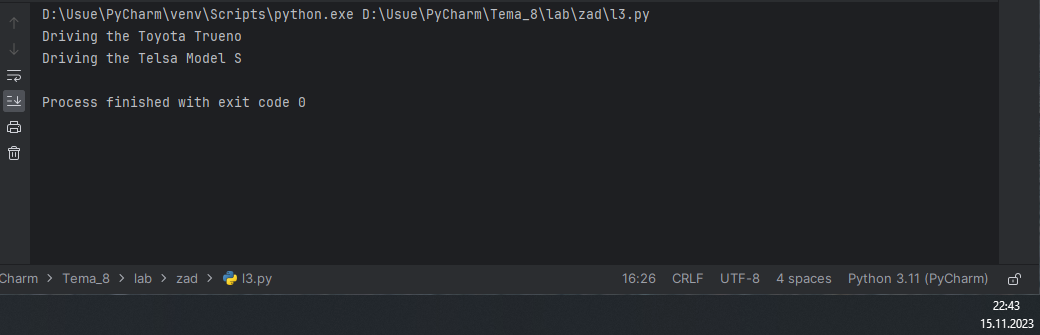 D:\Usue\PyCharm\venv\Scripts\python.exe D:\Usue\PyCharm\Tema_8\lab\zad\l3.py
Driving the Toyota Trueno
Driving the Telsa Model S
Process finished with exit code 0
Charm > Tema_8 > lab > zad > l3.py 16:26 CRLF UTF-8 4 spaces Python 3.11 (PyCharm)
22:43
15.11.2023